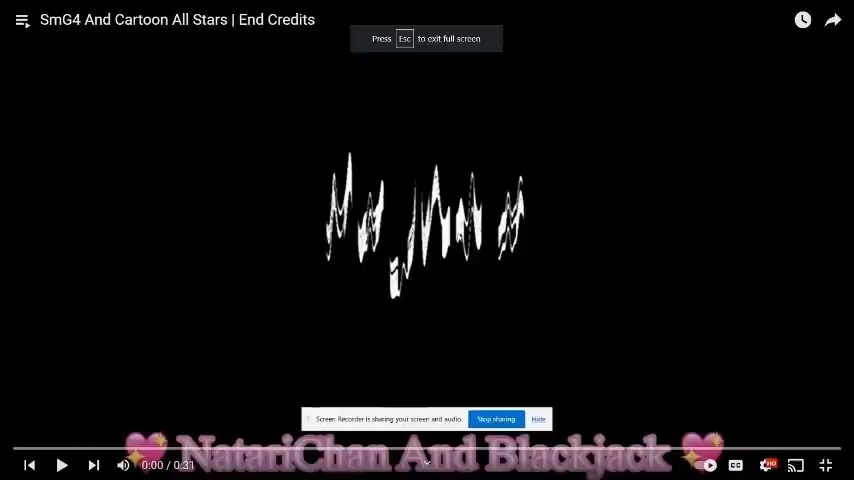 SmG4 And Cartoon All Stars | End Credits
Press Esc to exit full screen
Screen Recorder is sharing your screen and audio. Stop sharing Hide
💖 NatariChan And Blackjack 💖
0:00 / 0:31
HD